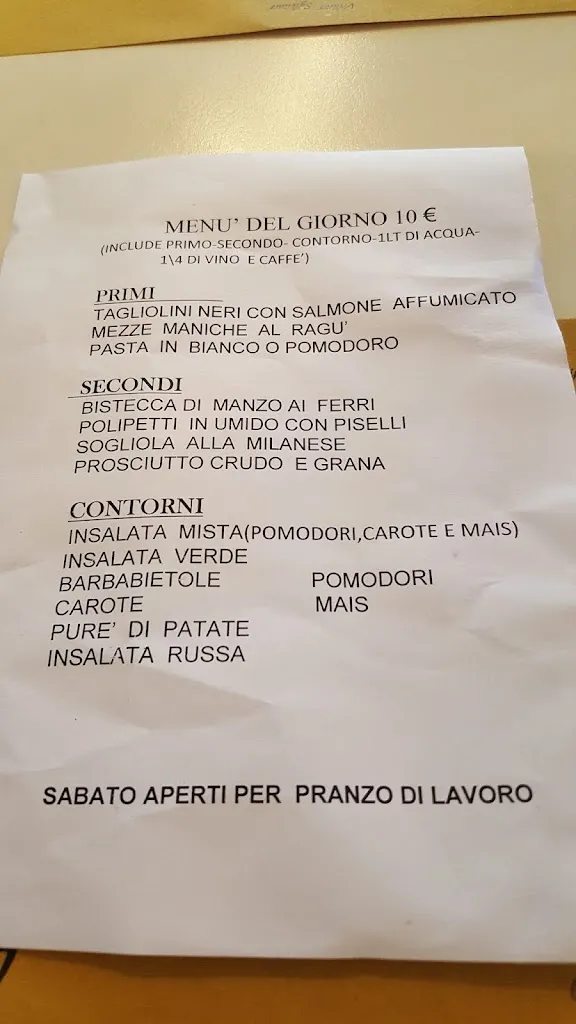 MENU' DEL GIORNO 10 €
(INCLUDE PRIMO-SECONDO- CONTORNO-1LT DI ACQUA-
1\4 DI VINO E CAFFE')
PRIMI
TAGLIOLINI NERI CON SALMONE AFFUMICATO
MEZZE MANICHE AL RAGU'
PASTA IN BIANCO O POMODORO
SECONDI
BISTECCA DI MANZO AI FERRI
POLIPETTI IN UMIDO CON PISELLI
SOGLIOLA ALLA MILANESE
PROSCIUTTO CRUDO E GRANA
CONTORNI
INSALATA MISTA(POMODORI,CAROTE E MAIS)
INSALATA VERDE
BARBABIETOLE POMODORI
CAROTE MAIS
PURE' DI PATATE
INSALATA RUSSA
SABATO APERTI PER PRANZO DI LAVORO